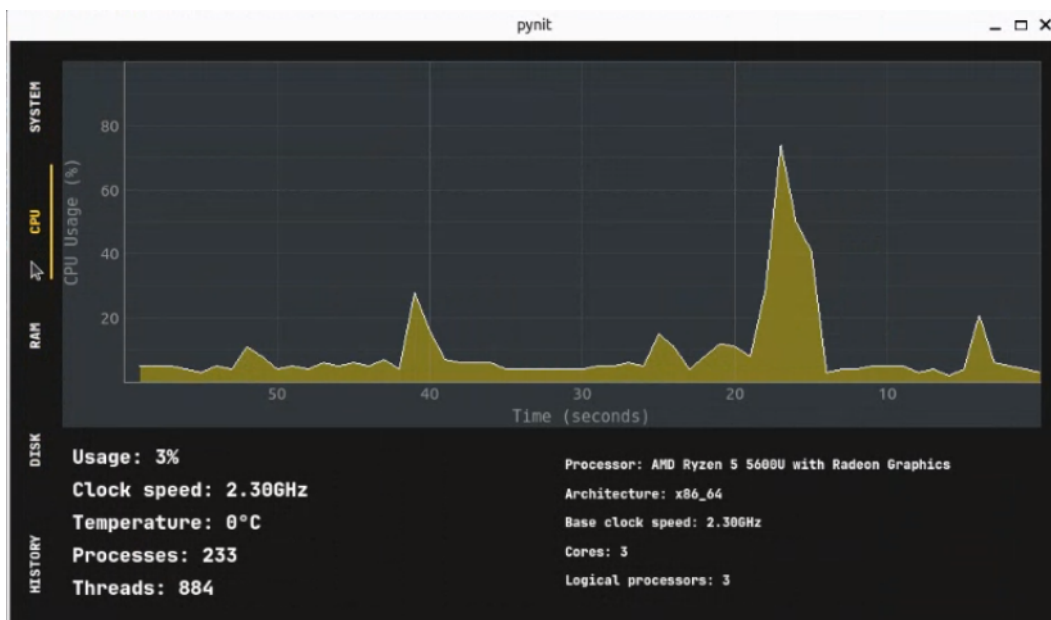 pynit
SYSTEM
CPU
RAM
DISK
HISTORY
CPU Usage (%)
80
60
40
20
50 40 30 20 10
Time (seconds)
Usage: 3%
Clock speed: 2.30GHz
Temperature: 0°C
Processes: 233
Threads: 884
Processor: AMD Ryzen 5 5600U with Radeon Graphics
Architecture: x86_64
Base clock speed: 2.30GHz
Cores: 3
Logical processors: 3